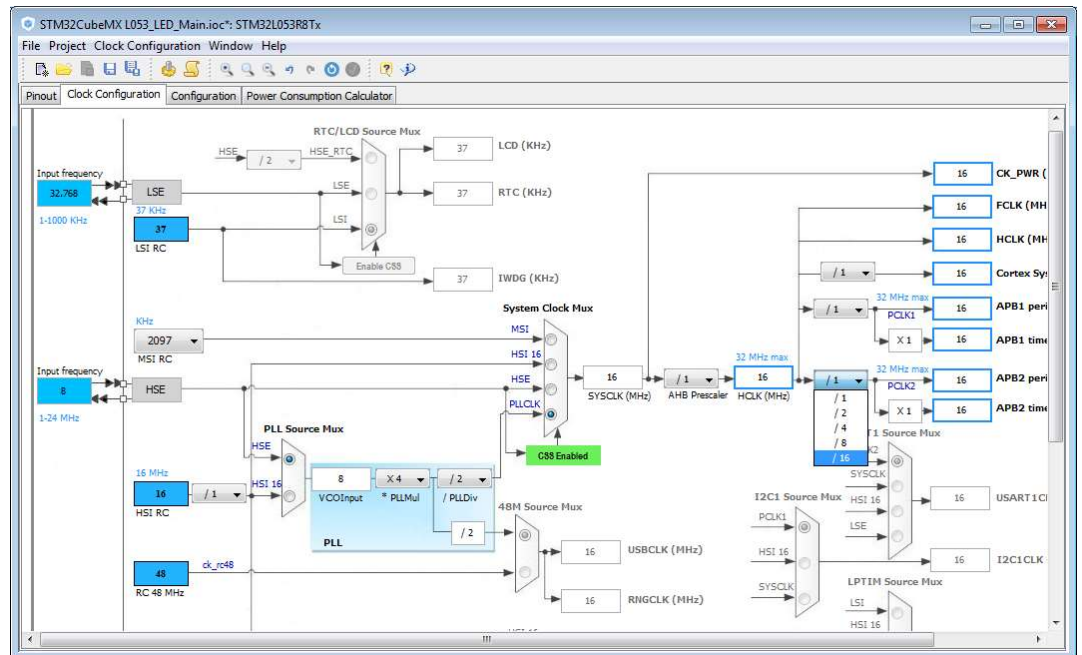 STM32CubeMX L053_LED_Main.ioc*: STM32L053R8Tx
File Project Clock Configuration Window Help
Pinout Clock Configuration Configuration Power Consumption Calculator
RTC/LCD Source Mux
HSE
/ 2
HSE_RTC
37
LCD (KHz)
Input frequency
32.768
1-1000 KHz
LSE
LSE
37
RTC (KHz)
37 KHz
37
LSI RC
LSI
Enable CSS
37
IWDG (KHz)
16
CK_PWR (
16
FCLK (MH
16
HCLK (MH
/ 1
16
Cortex Sys
32 MHz max
/ 1
PCLK1
16
APB1 peri
X 1
16
APB1 time
System Clock Mux
KHz
2097
MSI RC
MSI
HSI 16
HSE
PLLCLK
Input frequency
8
1-24 MHz
HSE
16
SYSCLK (MHz)
/ 1
AHB Prescaler
32 MHz max
16
HCLK (MHz)
/ 1
32 MHz max
PCLK2
16
APB2 peri
X 1
16
APB2 time
/ 1
/ 2
/ 4
/ 8
/ 16
CSS Enabled
PLL Source Mux
HSE
HSI 16
16 MHz
16
HSI RC
/ 1
8
VCOInput
X 4
* PLLMul
/ 2
/ PLLDiv
/ 2
PLL
48M Source Mux
16
USBCLK (MHz)
48
RC 48 MHz
ck_rc48
16
RNGCLK (MHz)
T1 Source Mux
K2
SYSCLK
HSI 16
LSE
16
USART1Cl
I2C1 Source Mux
PCLK1
HSI 16
SYSCLK
16
I2C1CLK
LPTIM Source Mux
LSI
HSI 16